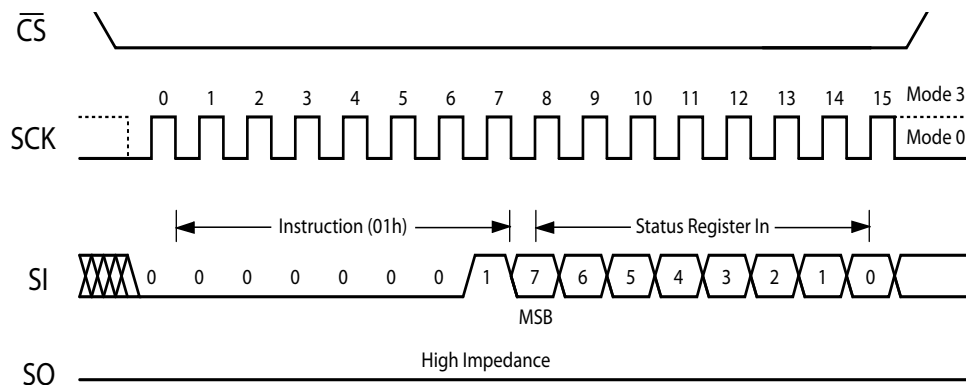 CS
0 1 2 3 4 5 6 7 8 9 10 11 12 13 14 15 Mode 3
SCK Mode 0
Instruction (01h) Status Register In
SI 0 0 0 0 0 0 0 1 7 6 5 4 3 2 1 0
MSB
High Impedance
SO